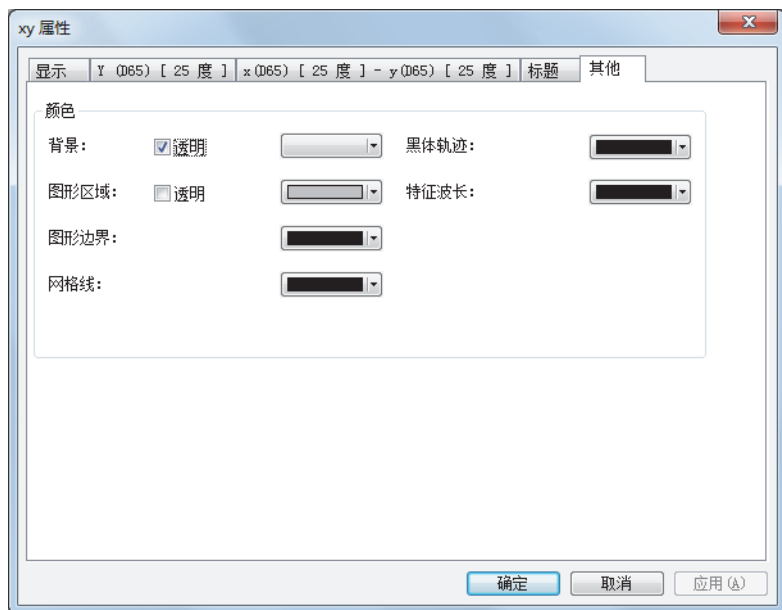 xy 属性
显示 Y (D65) [ 25 度 ] x(D65) [ 25 度 ] - y(D65) [ 25 度 ] 标题 其他
颜色
背景: 透明 黑体轨迹:
图形区域: 透明 特征波长:
图形边界:
网格线:
确定 取消 应用(A)